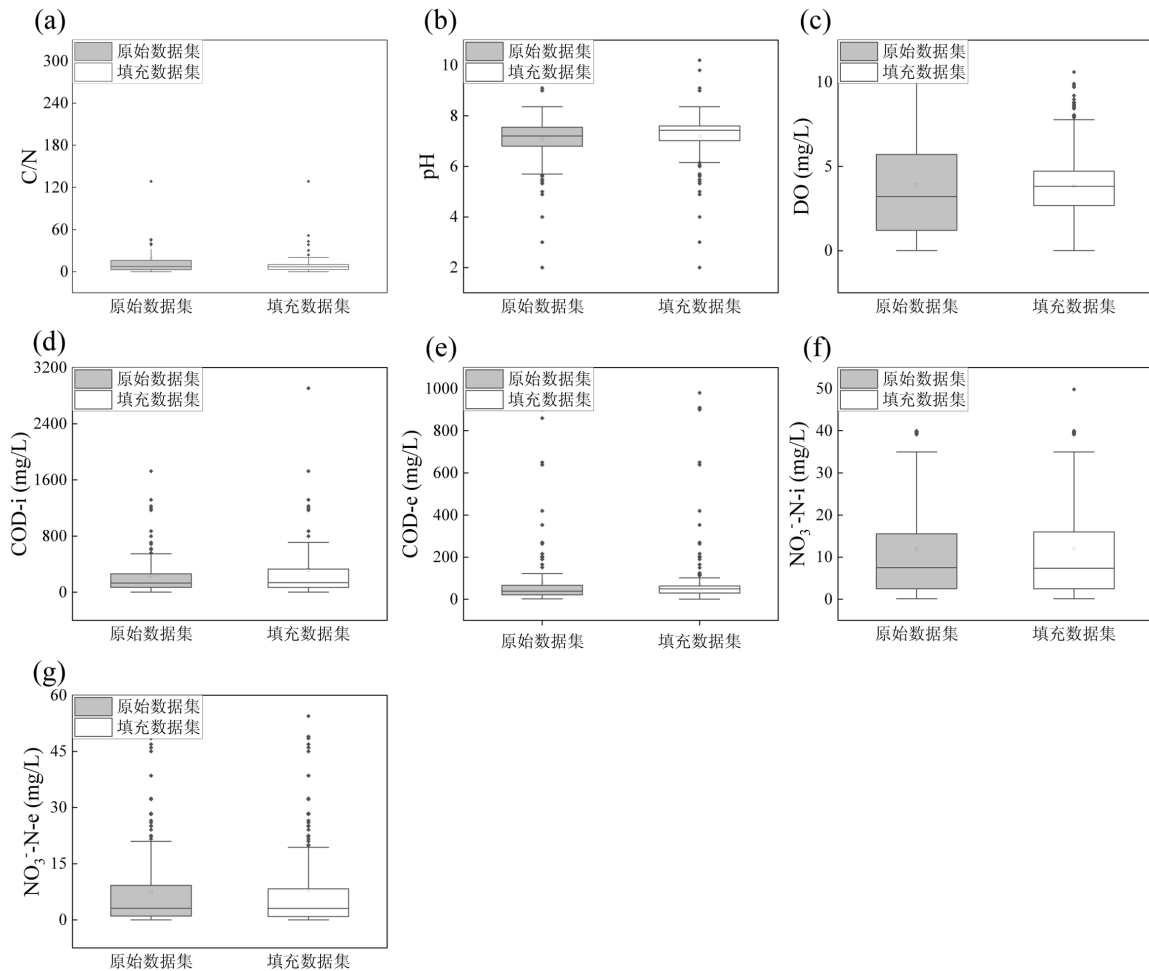 (a)
原始数据集
填充数据集
300
240
180
120
60
0
C/N
原始数据集
填充数据集
(b)
原始数据集
填充数据集
10
8
6
4
2
pH
原始数据集
填充数据集
(c)
原始数据集
填充数据集
10
5
0
DO (mg/L)
原始数据集
填充数据集
(d)
原始数据集
填充数据集
3200
2400
1600
800
0
COD-i (mg/L)
原始数据集
填充数据集
(e)
原始数据集
填充数据集
1000
800
600
400
200
0
COD-e (mg/L)
原始数据集
填充数据集
(f)
原始数据集
填充数据集
50
40
30
20
10
0
NO₃⁻-N-i (mg/L)
原始数据集
填充数据集
(g)
原始数据集
填充数据集
60
45
30
15
0
NO₃⁻-N-e (mg/L)
原始数据集
填充数据集